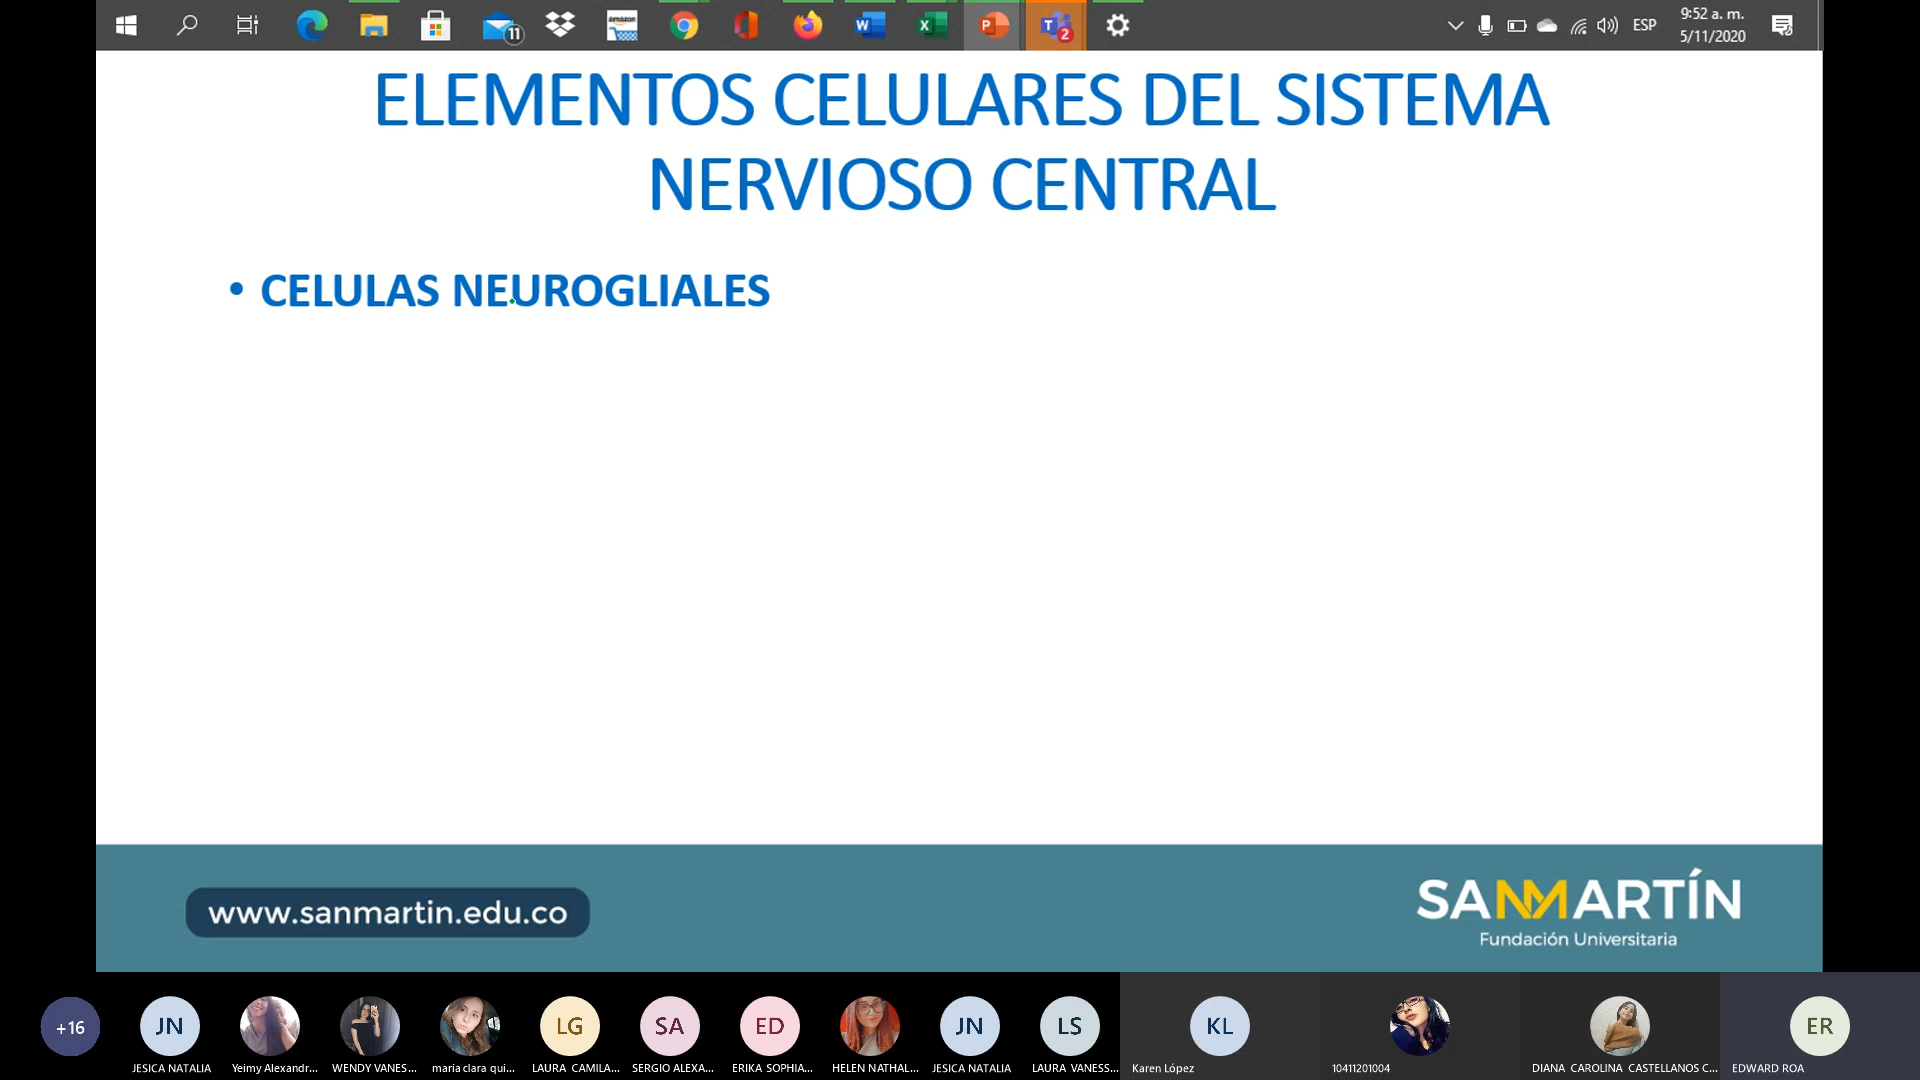 11
amazon
2
ESP
9:52 a. m.
5/11/2020
ELEMENTOS CELULARES DEL SISTEMA
NERVIOSO CENTRAL
• CELULAS NEUROGLIALES
www.sanmartin.edu.co
SANMARTÍN
Fundación Universitaria
+16
JN
LG
SA
ED
JN
LS
KL
ER
JESICA NATALIA
Yeimy Alexandr...
WENDY VANES...
maria clara qui...
LAURA CAMILA...
SERGIO ALEXA...
ERIKA SOPHIA...
HELEN NATHAL...
JESICA NATALIA
LAURA VANESS...
Karen López
10411201004
DIANA CAROLINA CASTELLANOS C...
EDWARD ROA